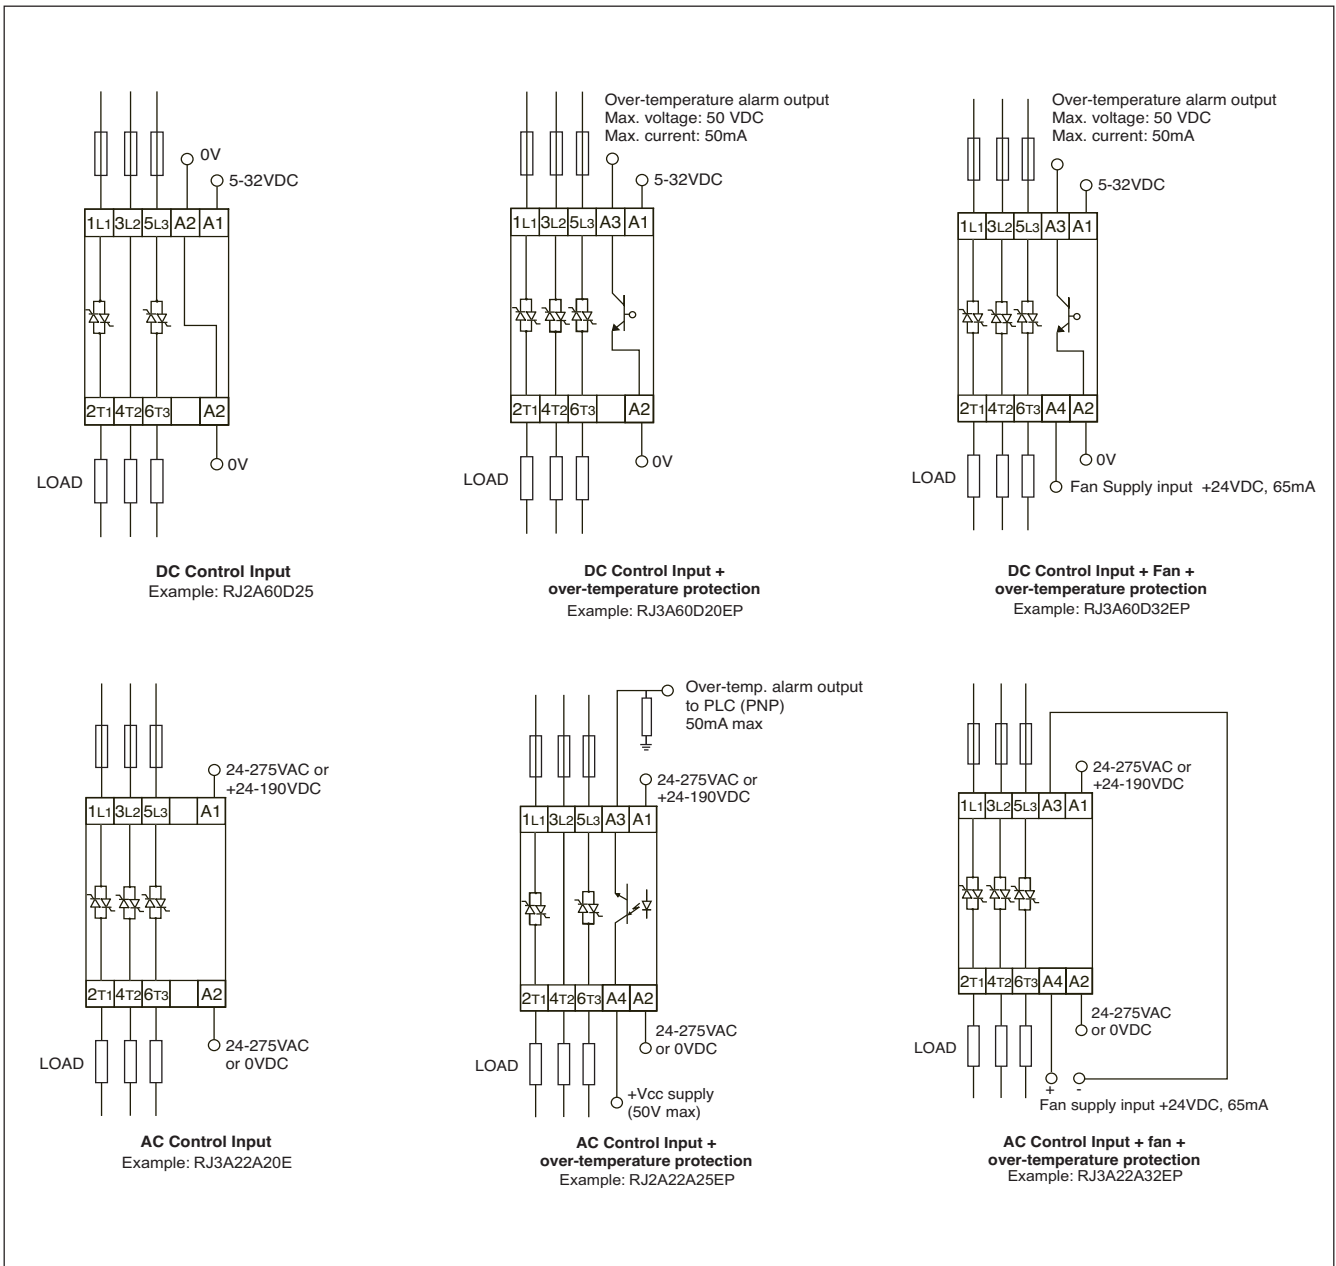 0V
5-32VDC
1L1 3L2 5L3 A2 A1
2T1 4T2 6T3 A2
0V
LOAD
DC Control Input
Example: RJ2A60D25
Over-temperature alarm output
Max. voltage: 50 VDC
Max. current: 50mA
5-32VDC
1L1 3L2 5L3 A3 A1
2T1 4T2 6T3 A2
0V
LOAD
DC Control Input +
over-temperature protection
Example: RJ3A60D20EP
Over-temperature alarm output
Max. voltage: 50 VDC
Max. current: 50mA
5-32VDC
1L1 3L2 5L3 A3 A1
2T1 4T2 6T3 A4 A2
0V
LOAD
Fan Supply input +24VDC, 65mA
DC Control Input + Fan +
over-temperature protection
Example: RJ3A60D32EP
24-275VAC or
+24-190VDC
1L1 3L2 5L3 A1
2T1 4T2 6T3 A2
24-275VAC
or 0VDC
LOAD
AC Control Input
Example: RJ3A22A20E
Over-temp. alarm output
to PLC (PNP)
50mA max
24-275VAC or
+24-190VDC
1L1 3L2 5L3 A3 A1
2T1 4T2 6T3 A4 A2
24-275VAC
or 0VDC
LOAD
+Vcc supply
(50V max)
AC Control Input +
over-temperature protection
Example: RJ2A22A25EP
24-275VAC or
+24-190VDC
1L1 3L2 5L3 A3 A1
2T1 4T2 6T3 A4 A2
24-275VAC
or 0VDC
LOAD
+ -
Fan supply input +24VDC, 65mA
AC Control Input + fan +
over-temperature protection
Example: RJ3A22A32EP